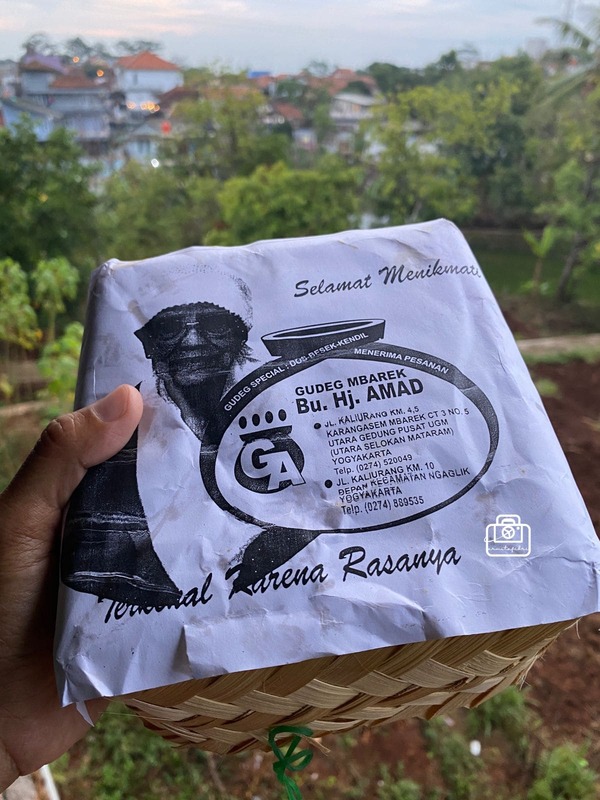 Selamat Menikmati
GUDEG SPECIAL : DOS-BESEK-KENDIL
MENERIMA PESANAN
GUDEG MBAREK
Bu. Hj. AMAD
GA
JL. KALIURANG KM. 4,5
KARANGASEM MBAREK CT 3 NO. 5
UTARA GEDUNG PUSAT UGM
(UTARA SELOKAN MATARAM)
YOGYAKARTA
Telp. (0274) 520049
JL. KALIURANG KM. 10
DEPAN KECAMATAN NGAGLIK
YOGYAKARTA
Telp. (0274) 889535
Terkenal Karena Rasanya